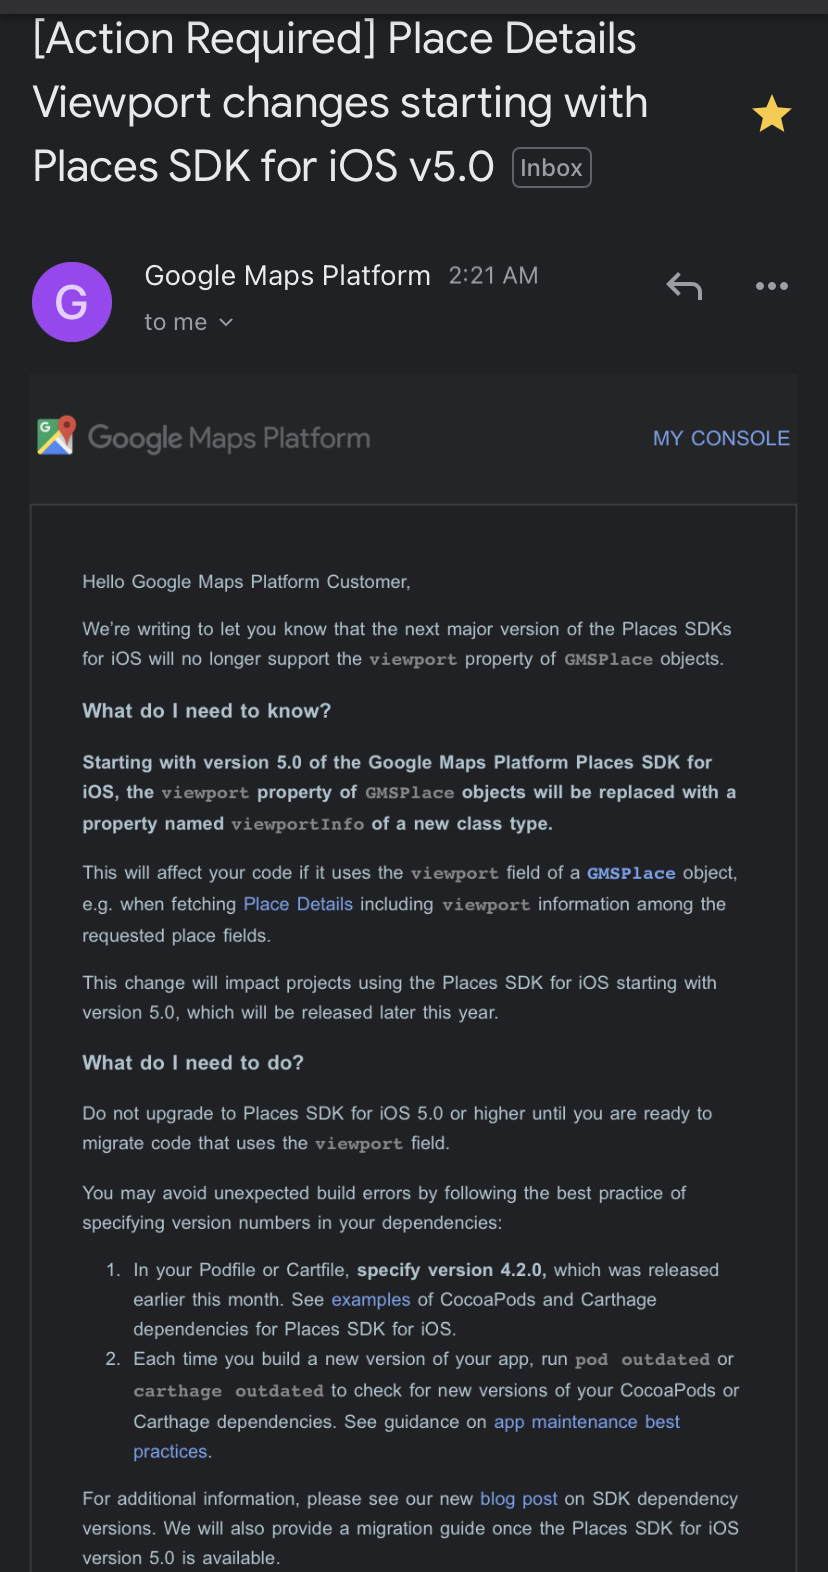 [Action Required] Place Details
Viewport changes starting with
Places SDK for iOS v5.0 Inbox
G
Google Maps Platform 2:21 AM
to me
G
Google Maps Platform
MY CONSOLE
Hello Google Maps Platform Customer,
We're writing to let you know that the next major version of the Places SDKs
for iOS will no longer support the viewport property of GMSPlace objects.
What do I need to know?
Starting with version 5.0 of the Google Maps Platform Places SDK for
iOS, the viewport property of GMSPlace objects will be replaced with a
property named viewportInfo of a new class type.
This will affect your code if it uses the viewport field of a GMSPlace object,
e.g. when fetching Place Details including viewport information among the
requested place fields.
This change will impact projects using the Places SDK for iOS starting with
version 5.0, which will be released later this year.
What do I need to do?
Do not upgrade to Places SDK for iOS 5.0 or higher until you are ready to
migrate code that uses the viewport field.
You may avoid unexpected build errors by following the best practice of
specifying version numbers in your dependencies:
1. In your Podfile or Cartfile, specify version 4.2.0, which was released
earlier this month. See examples of CocoaPods and Carthage
dependencies for Places SDK for iOS.
2. Each time you build a new version of your app, run pod outdated or
carthage outdated to check for new versions of your CocoaPods or
Carthage dependencies. See guidance on app maintenance best
practices.
For additional information, please see our new blog post on SDK dependency
versions. We will also provide a migration guide once the Places SDK for iOS
version 5.0 is available.